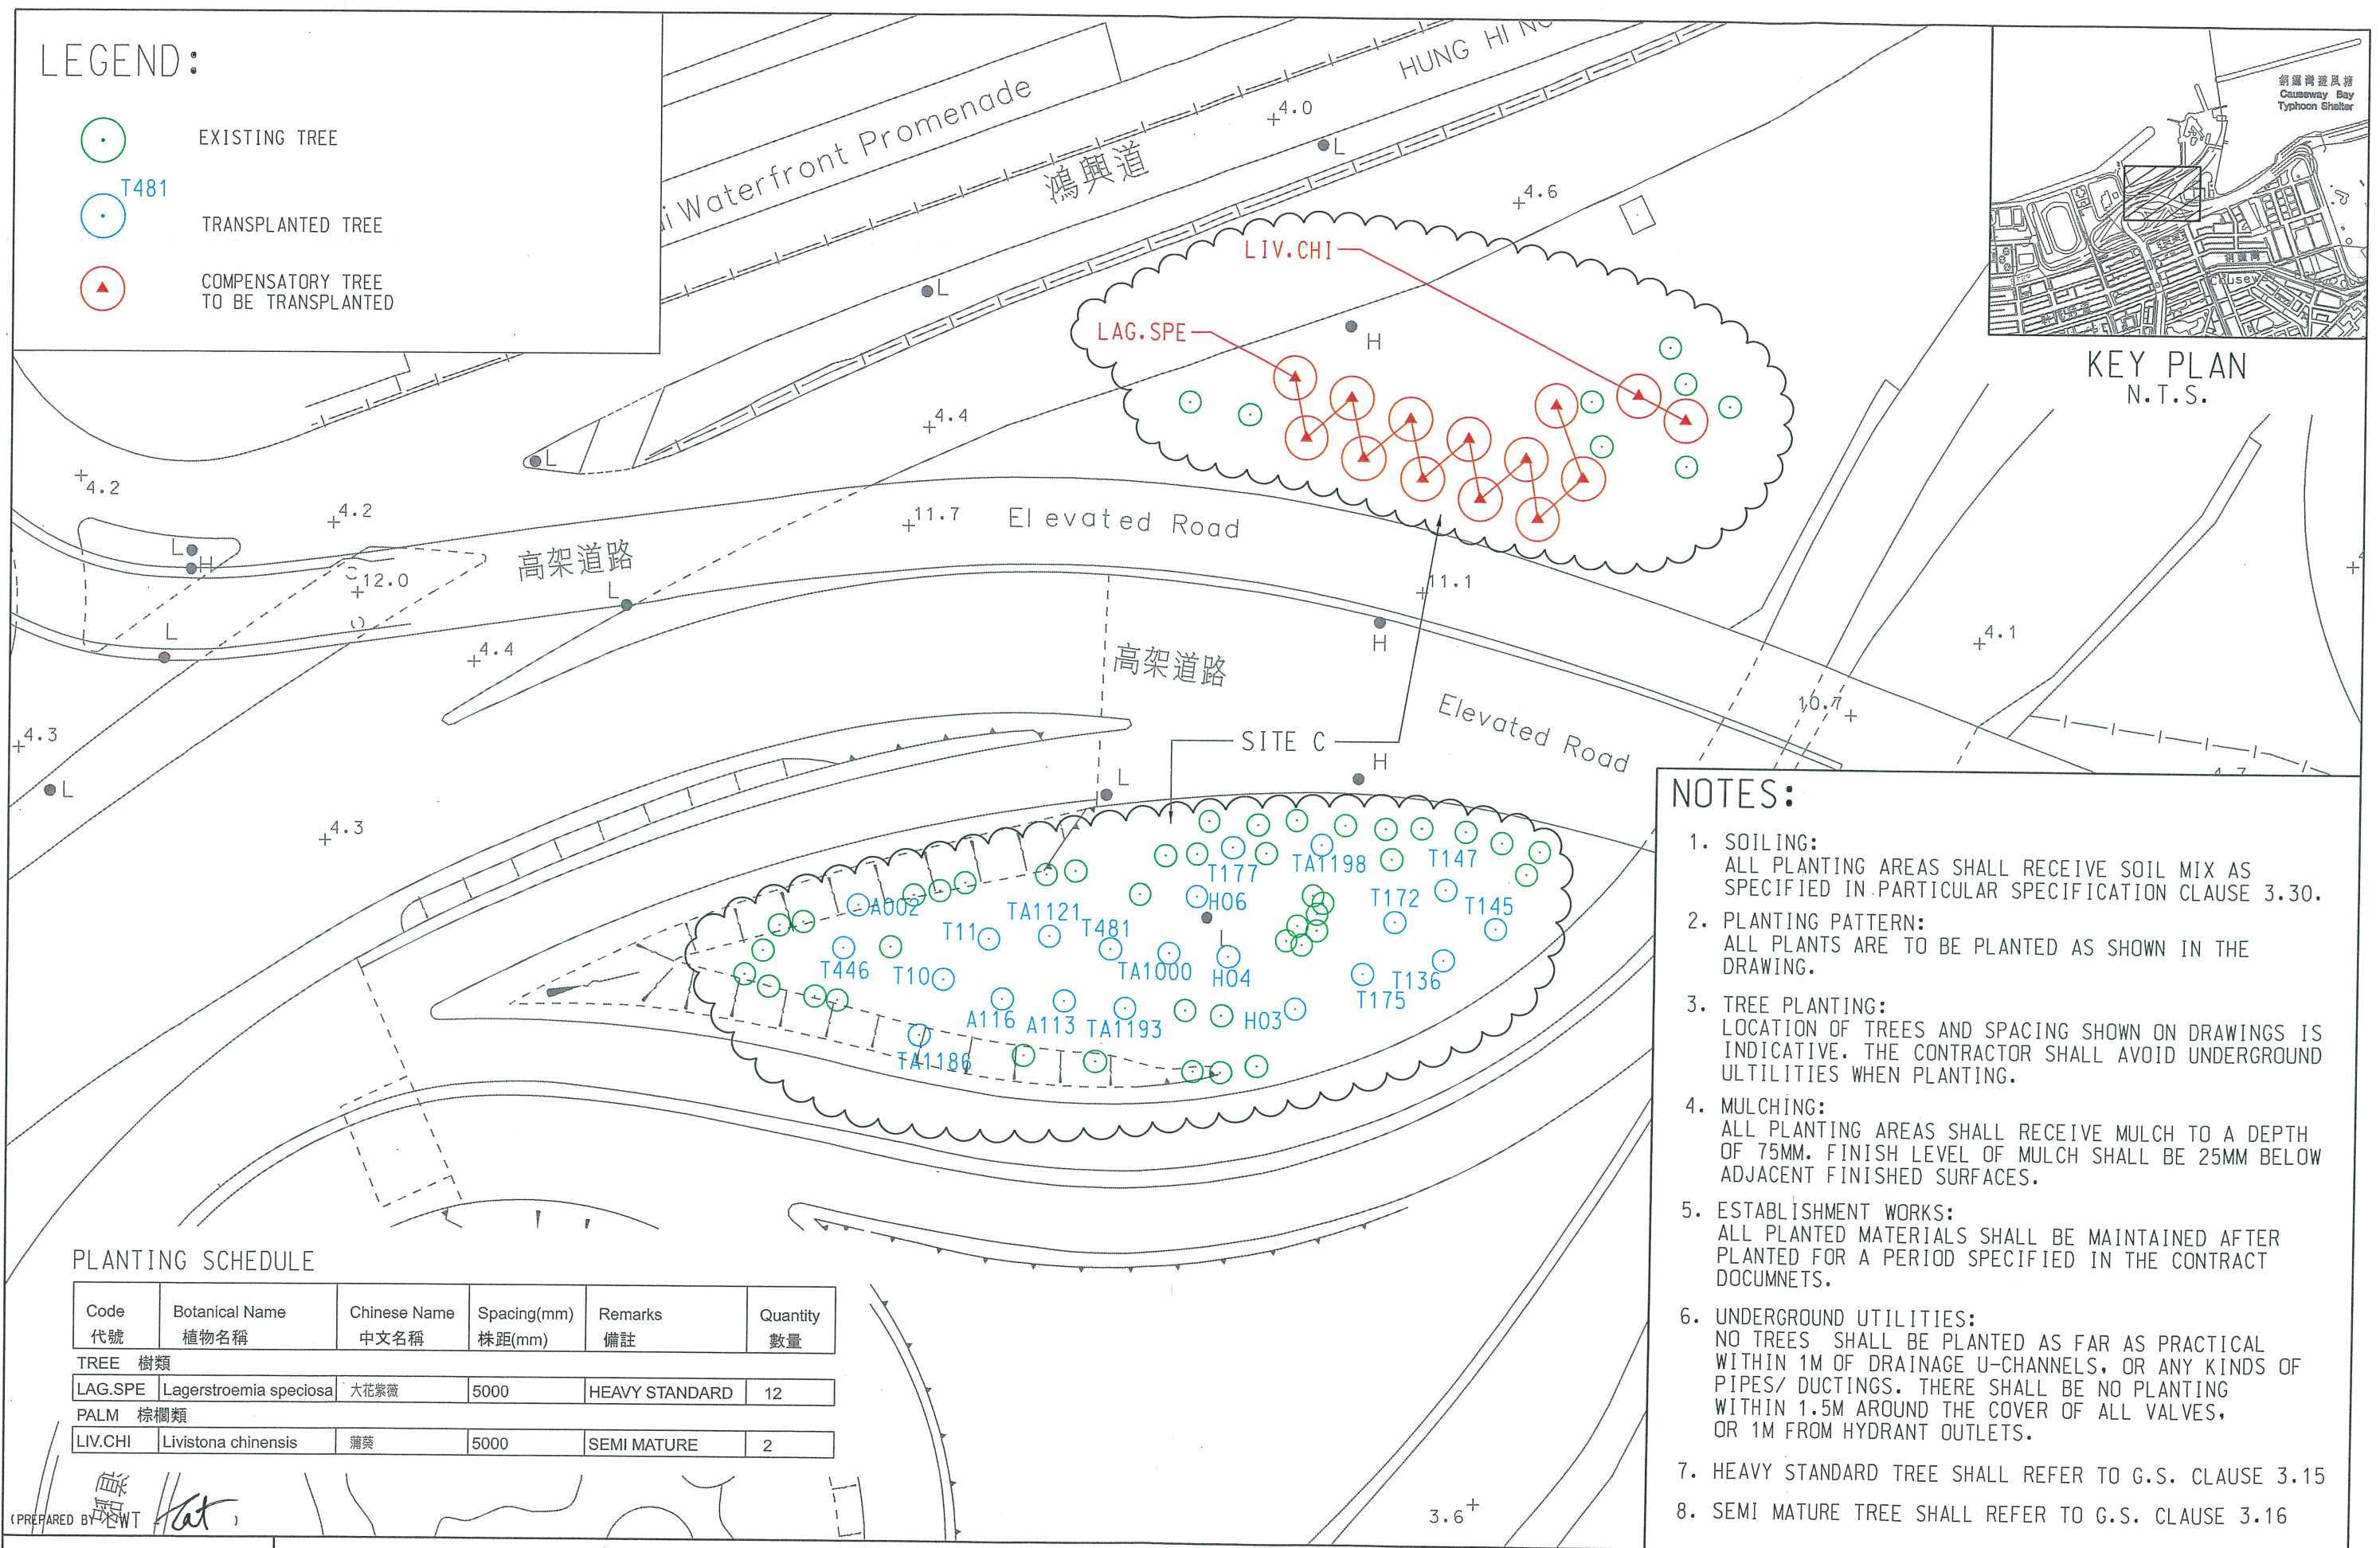 LEGEND:
EXISTING TREE
T481
TRANSPLANTED TREE
COMPENSATORY TREE
TO BE TRANSPLANTED
Waterfront Promenade
HUNG HI
鴻興道
4.0
L
4.6
L
LIV.CHI
LAG.SPE
H
4.4
L
4.2
4.2
L
H
12.0
高架道路
11.7
Elevated Road
11.1
L
L
4.4
H
高架道路
4.1
10.7
Elevated Road
4.3
L
4.3
SITE C
H
L
銅鑼灣避風塘
Causeway Bay
Typhoon Shelter
銅鑼灣
KEY PLAN
N.T.S.
T177
TA1198
T147
A002
H06
T172
T145
TA1121
T481
T11
L
T446
T10
TA1000
H04
T136
T175
A116
A113
TA1193
H03
TA1186
3.6
NOTES:
1. SOILING:
ALL PLANTING AREAS SHALL RECEIVE SOIL MIX AS
SPECIFIED IN PARTICULAR SPECIFICATION CLAUSE 3.30.
2. PLANTING PATTERN:
ALL PLANTS ARE TO BE PLANTED AS SHOWN IN THE
DRAWING.
3. TREE PLANTING:
LOCATION OF TREES AND SPACING SHOWN ON DRAWINGS IS
INDICATIVE. THE CONTRACTOR SHALL AVOID UNDERGROUND
ULTILITIES WHEN PLANTING.
4. MULCHING:
ALL PLANTING AREAS SHALL RECEIVE MULCH TO A DEPTH
OF 75MM. FINISH LEVEL OF MULCH SHALL BE 25MM BELOW
ADJACENT FINISHED SURFACES.
5. ESTABLISHMENT WORKS:
ALL PLANTED MATERIALS SHALL BE MAINTAINED AFTER
PLANTED FOR A PERIOD SPECIFIED IN THE CONTRACT
DOCUMNETS.
6. UNDERGROUND UTILITIES:
NO TREES SHALL BE PLANTED AS FAR AS PRACTICAL
WITHIN 1M OF DRAINAGE U-CHANNELS, OR ANY KINDS OF
PIPES/ DUCTINGS. THERE SHALL BE NO PLANTING
WITHIN 1.5M AROUND THE COVER OF ALL VALVES,
OR 1M FROM HYDRANT OUTLETS.
7. HEAVY STANDARD TREE SHALL REFER TO G.S. CLAUSE 3.15
8. SEMI MATURE TREE SHALL REFER TO G.S. CLAUSE 3.16
PLANTING SCHEDULE
Code Botanical Name Chinese Name Spacing(mm) Remarks Quantity
代號 植物名稱 中文名稱 株距(mm) 備註 數量
TREE 樹類
LAG.SPE Lagerstroemia speciosa 大花紫薇 5000 HEAVY STANDARD 12
PALM 棕櫚類
LIV.CHI Livistona chinensis 蒲葵 5000 SEMI MATURE 2
道路
(PREPARED BY LWT )